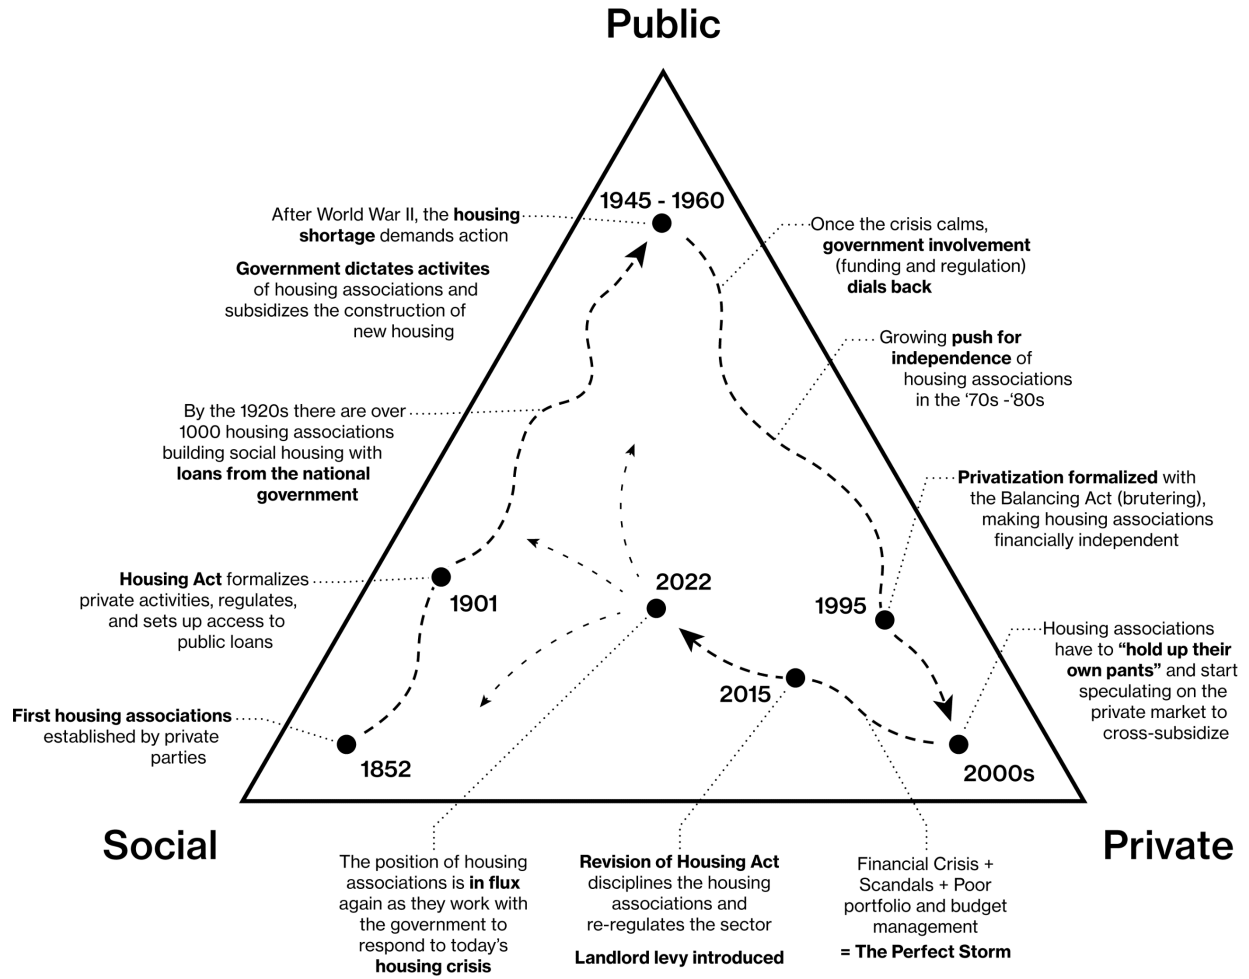 Public
1945 - 1960
After World War II, the housing
shortage demands action
Government dictates activites
of housing associations and
subsidizes the construction of
new housing
Once the crisis calms,
government involvement
(funding and regulation)
dials back
Growing push for
independence of
housing associations
in the ‘70s -‘80s
By the 1920s there are over
1000 housing associations
building social housing with
loans from the national
government
Privatization formalized with
the Balancing Act (brutering),
making housing associations
financially independent
Housing Act formalizes
private activities, regulates,
and sets up access to
public loans
1901
2022
1995
Housing associations
have to “hold up their
own pants” and start
speculating on the
private market to
cross-subsidize
2015
First housing associations
established by private
parties
1852
2000s
Social
Private
The position of housing
associations is in flux
again as they work with
the government to
respond to today’s
housing crisis
Revision of Housing Act
disciplines the housing
associations and
re-regulates the sector
Landlord levy introduced
Financial Crisis +
Scandals + Poor
portfolio and budget
management
= The Perfect Storm